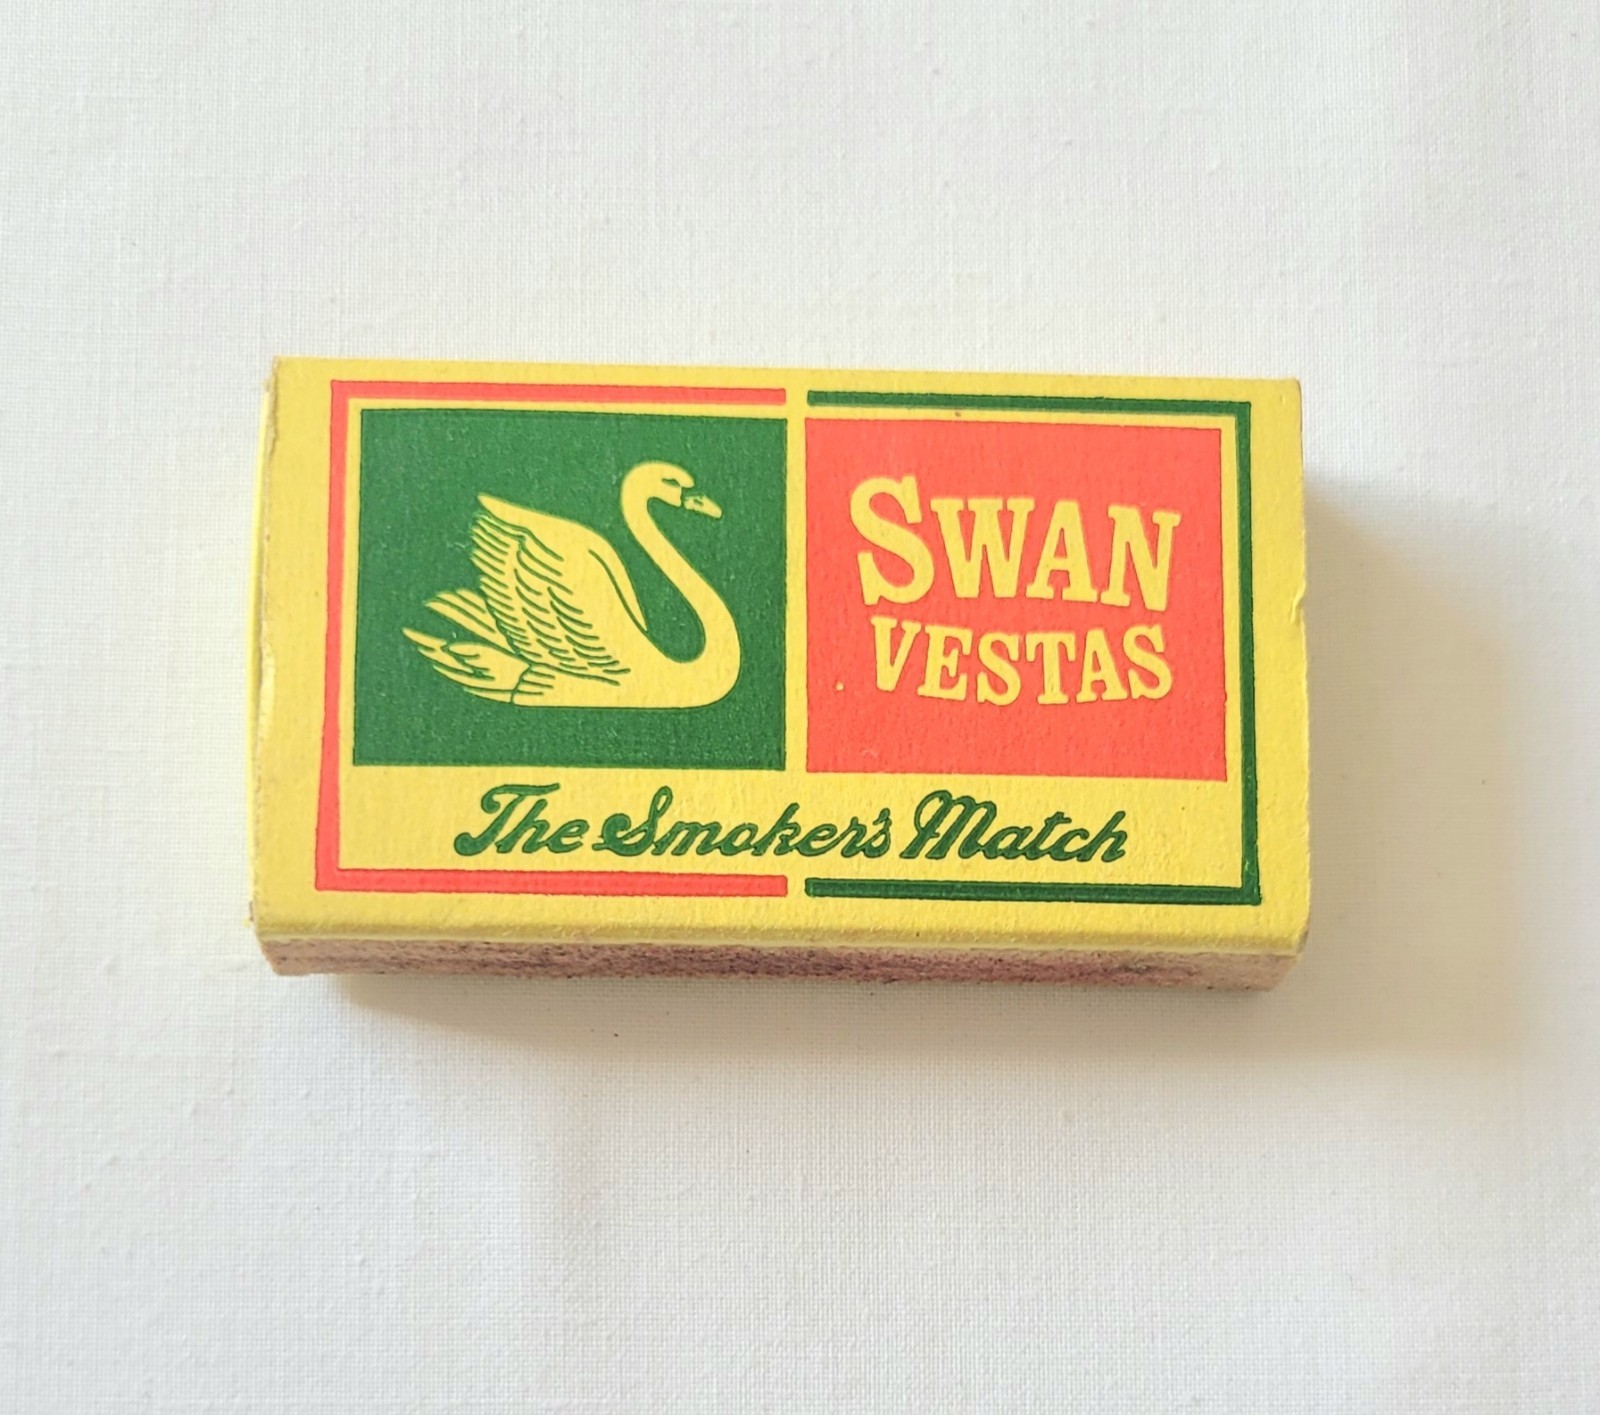 SWAN
VESTAS
The Smoker's Match